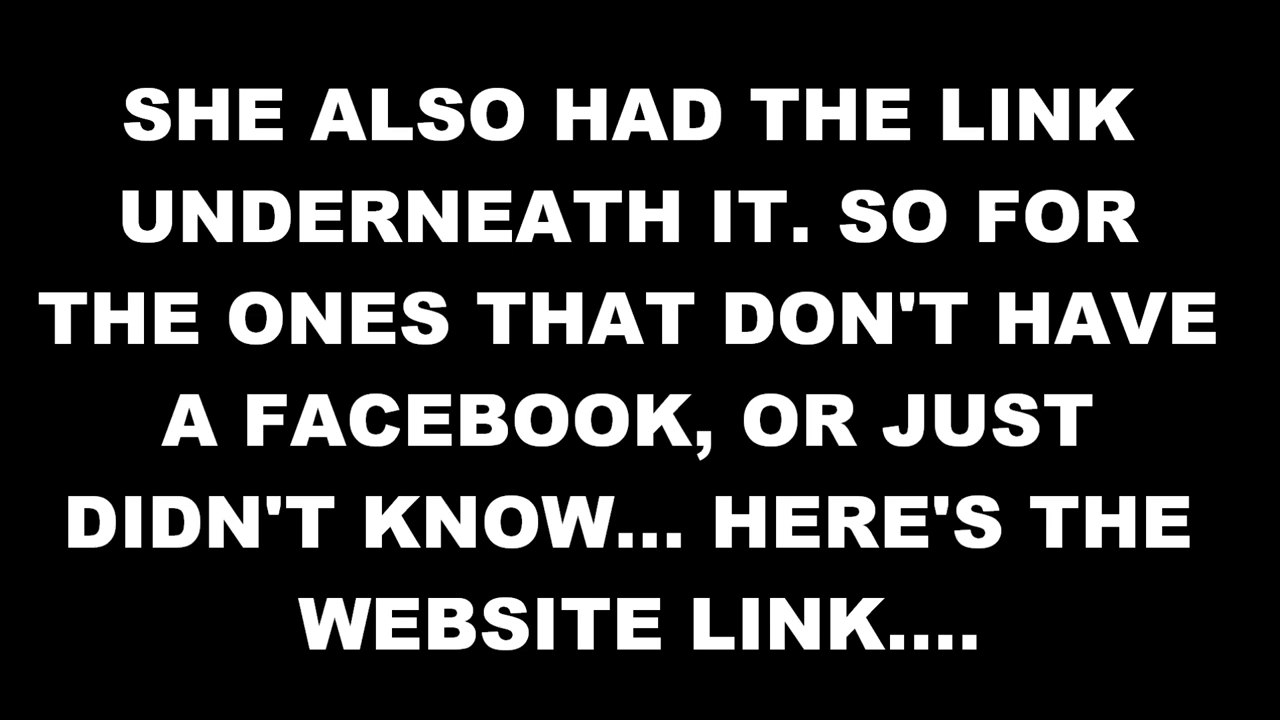 SHE ALSO HAD THE LINK
UNDERNEATH IT. SO FOR
THE ONES THAT DON'T HAVE
A FACEBOOK, OR JUST
DIDN'T KNOW... HERE'S THE
WEBSITE LINK....